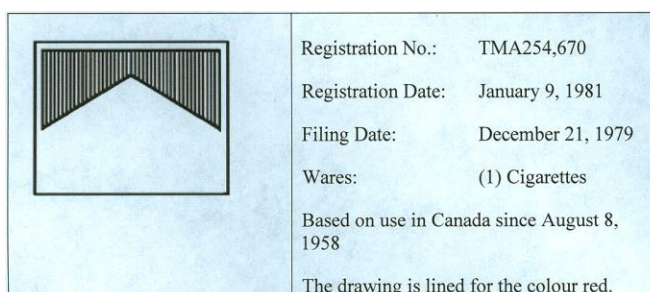 Registration No.: TMA254,670
Registration Date: January 9, 1981
Filing Date: December 21, 1979
Wares: (1) Cigarettes
Based on use in Canada since August 8,
1958
The drawing is lined for the colour red.